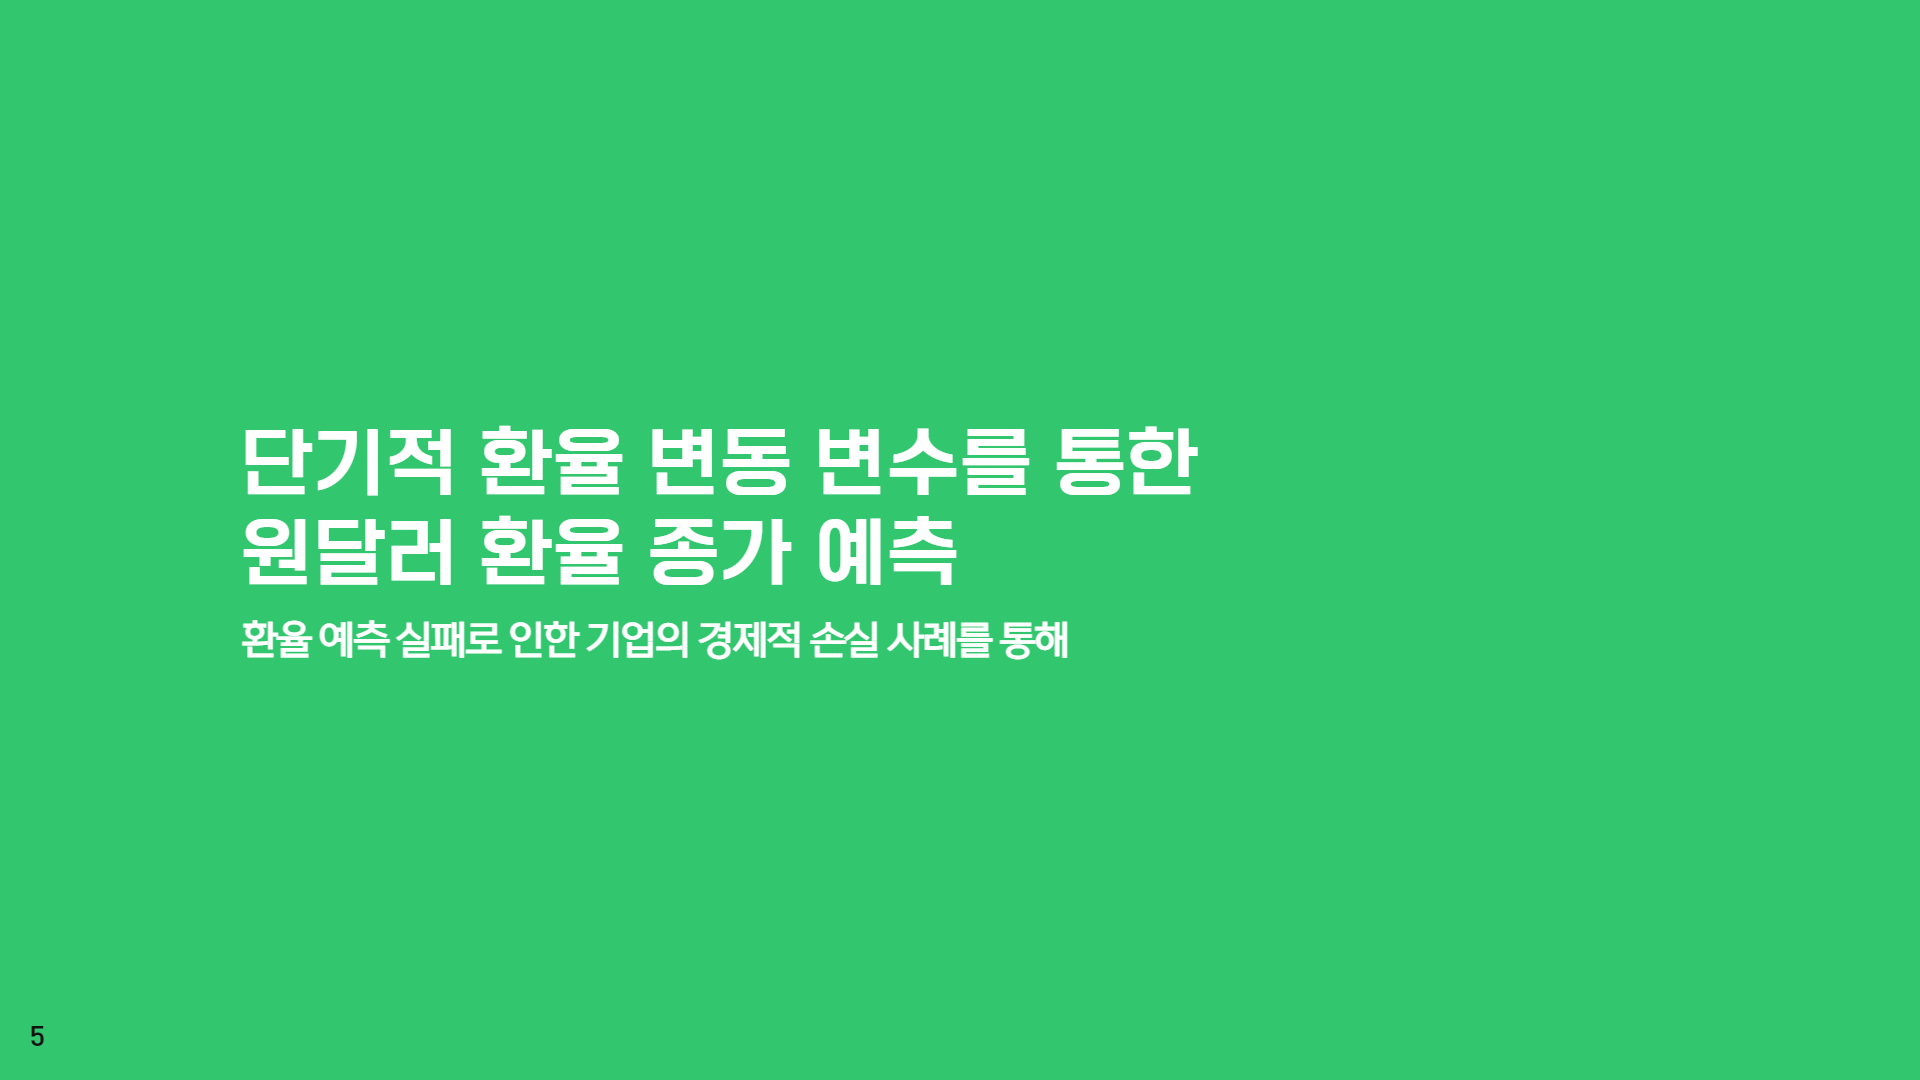 단기적 환율 변동 변수를 통한
원달러 환율 종가 예측
환율 예측 실패로 인한 기업의 경제적 손실 사례를 통해
5